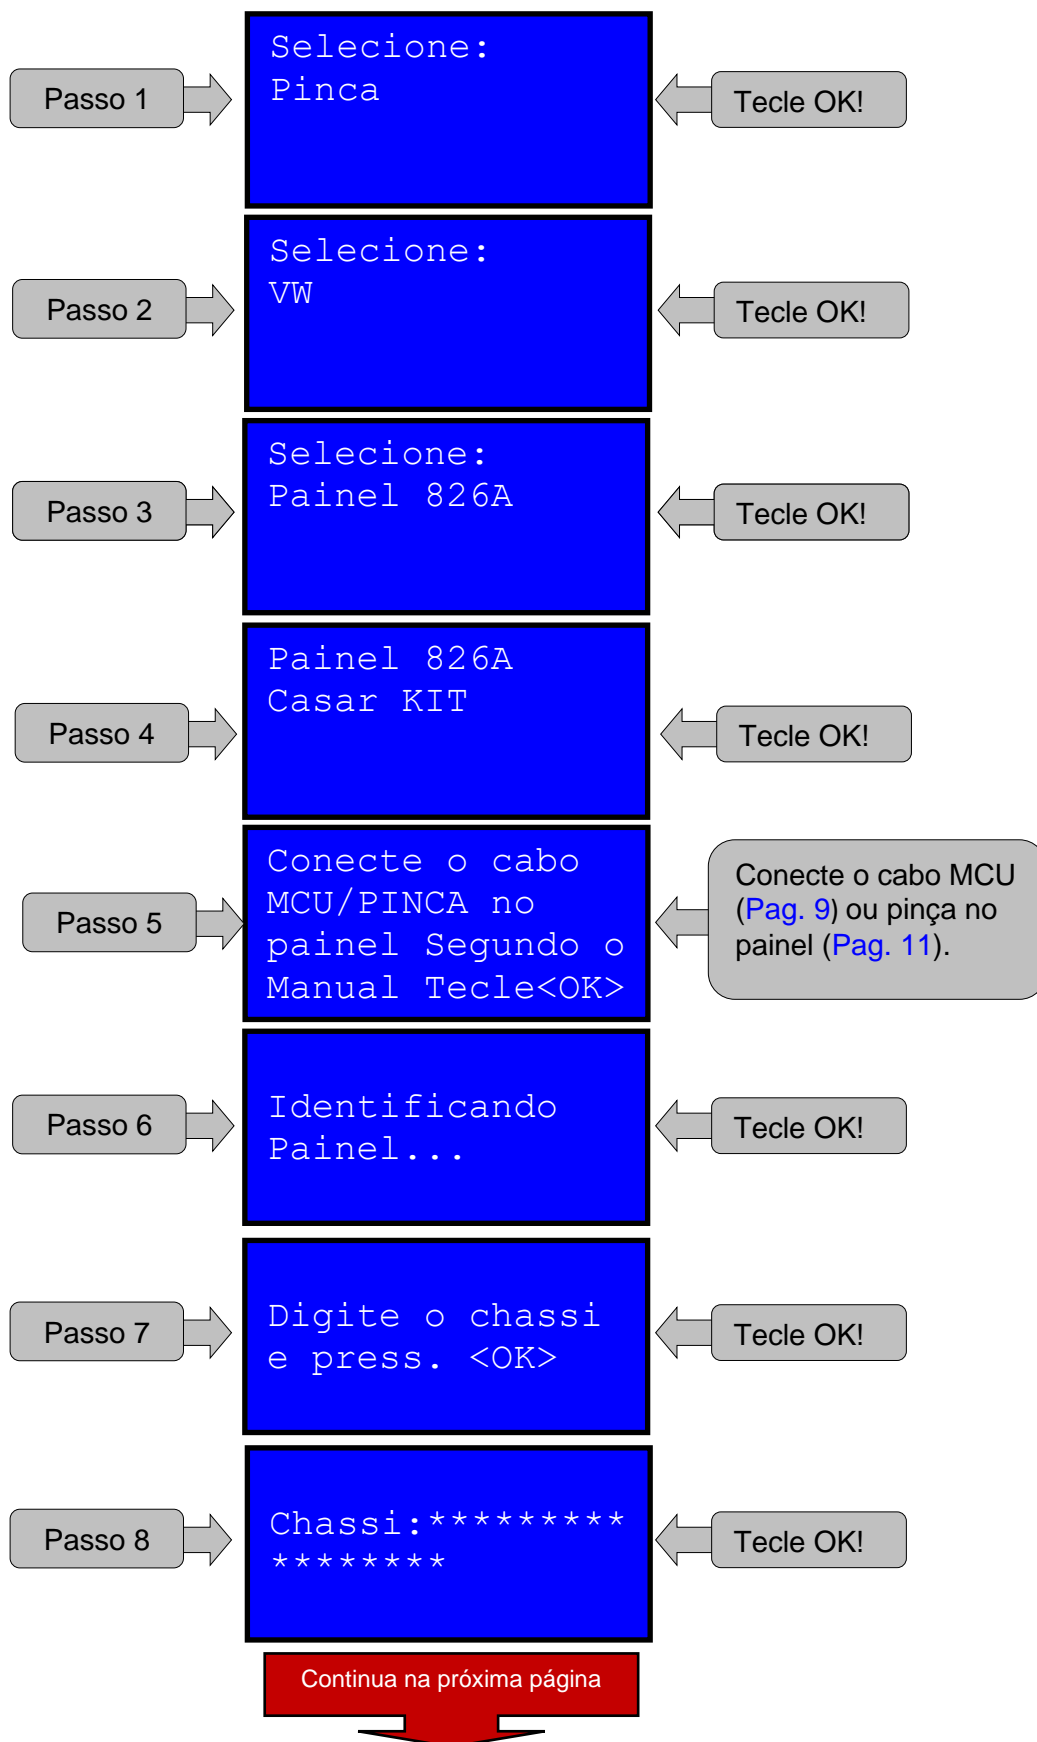 Passo 1
Selecione:
Pinca
Tecle OK!
Passo 2
Selecione:
VW
Tecle OK!
Passo 3
Selecione:
Painel 826A
Tecle OK!
Passo 4
Painel 826A
Casar KIT
Tecle OK!
Passo 5
Conecte o cabo
MCU/PINCA no
painel Segundo o
Manual Tecle<OK>
Conecte o cabo MCU
(Pag. 9) ou pinça no
painel (Pag. 11).
Passo 6
Identificando
Painel...
Tecle OK!
Passo 7
Digite o chassi
e press. <OK>
Tecle OK!
Passo 8
Chassi:*********
********
Tecle OK!
Continua na próxima página